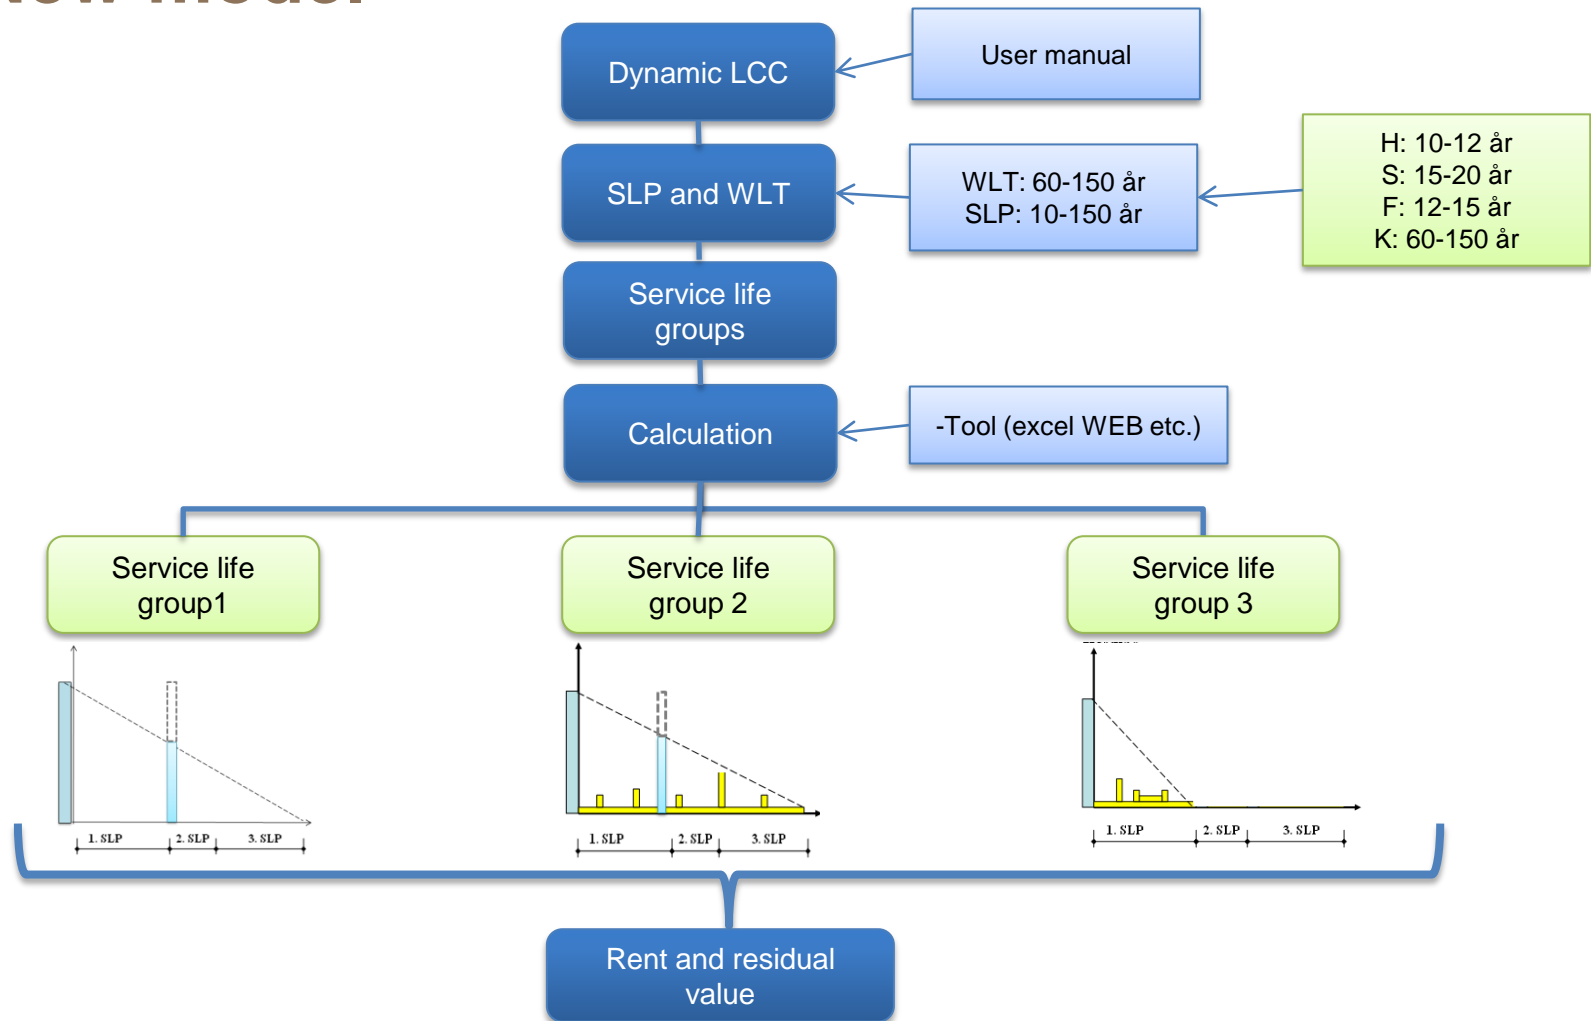 Dynamic LCC
User manual
SLP and WLT
WLT: 60-150 år
SLP: 10-150 år
H: 10-12 år
S: 15-20 år
F: 12-15 år
K: 60-150 år
Service life
groups
Calculation
-Tool (excel WEB etc.)
Service life
group1
Service life
group 2
Service life
group 3
1. SLP 2. SLP 3. SLP
1. SLP 2. SLP 3. SLP
1. SLP 2. SLP 3. SLP
Rent and residual
value